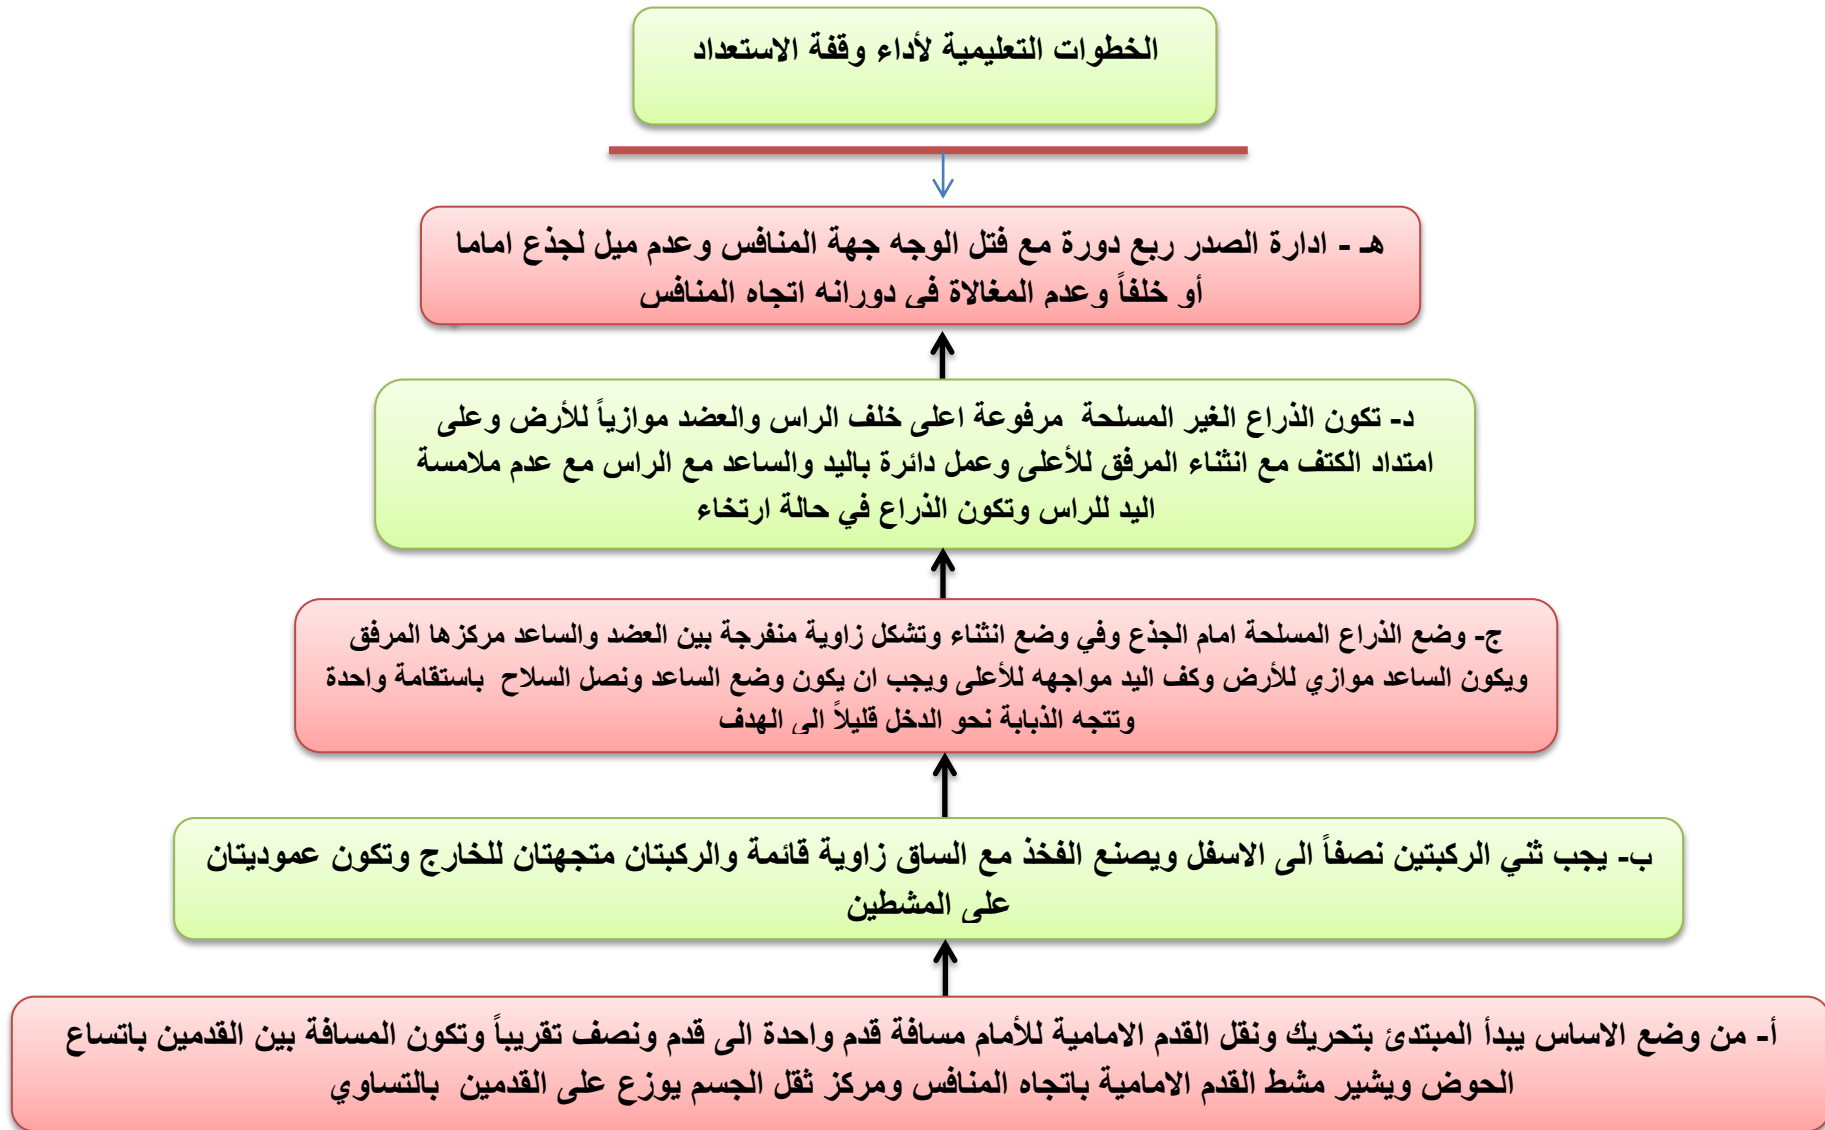 الخطوات التعليمية لأداء وقفة الاستعداد
هـ - ادارة الصدر ربع دورة مع فتل الوجه جهة المنافس وعدم ميل لجذع اماما
أو خلفاً وعدم المغالاة في دورانه اتجاه المنافس
د- تكون الذراع الغير المسلحة مرفوعة اعلى خلف الراس والعضد موازياً للأرض وعلى
امتداد الكتف مع انثناء المرفق للأعلى وعمل دائرة باليد والساعد مع الراس مع عدم ملامسة
اليد للراس وتكون الذراع في حالة ارتخاء
ج- وضع الذراع المسلحة امام الجذع وفي وضع انثناء وتشكل زاوية منفرجة بين العضد والساعد مركزها المرفق
ويكون الساعد موازي للأرض وكف اليد مواجهه للأعلى ويجب ان يكون وضع الساعد ونصل السلاح باستقامة واحدة
وتتجه الذبابة نحو الدخل قليلاً الى الهدف
ب- يجب ثني الركبتين نصفاً الى الاسفل ويصنع الفخذ مع الساق زاوية قائمة والركبتان متجهتان للخارج وتكون عموديتان
على المشطين
أ- من وضع الاساس يبدأ المبتدئ بتحريك ونقل القدم الامامية للأمام مسافة قدم واحدة الى قدم ونصف تقريباً وتكون المسافة بين القدمين باتساع
الحوض ويشير مشط القدم الامامية باتجاه المنافس ومركز ثقل الجسم يوزع على القدمين بالتساوي